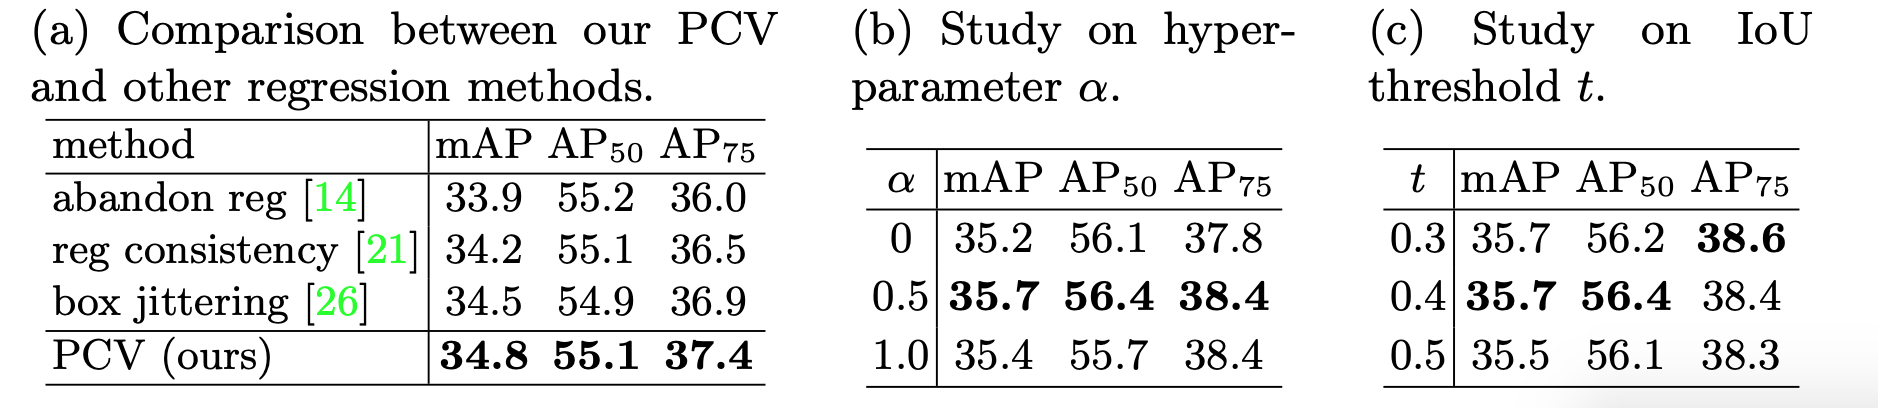 (a) Comparison between our PCV
and other regression methods.
method mAP AP50 AP75
abandon reg [14] 33.9 55.2 36.0
reg consistency [21] 34.2 55.1 36.5
box jittering [26] 34.5 54.9 36.9
PCV (ours) 34.8 55.1 37.4
(b) Study on hyper-
parameter α.
α mAP AP50 AP75
0 35.2 56.1 37.8
0.5 35.7 56.4 38.4
1.0 35.4 55.7 38.4
(c) Study on IoU
threshold t.
t mAP AP50 AP75
0.3 35.7 56.2 38.6
0.4 35.7 56.4 38.4
0.5 35.5 56.1 38.3